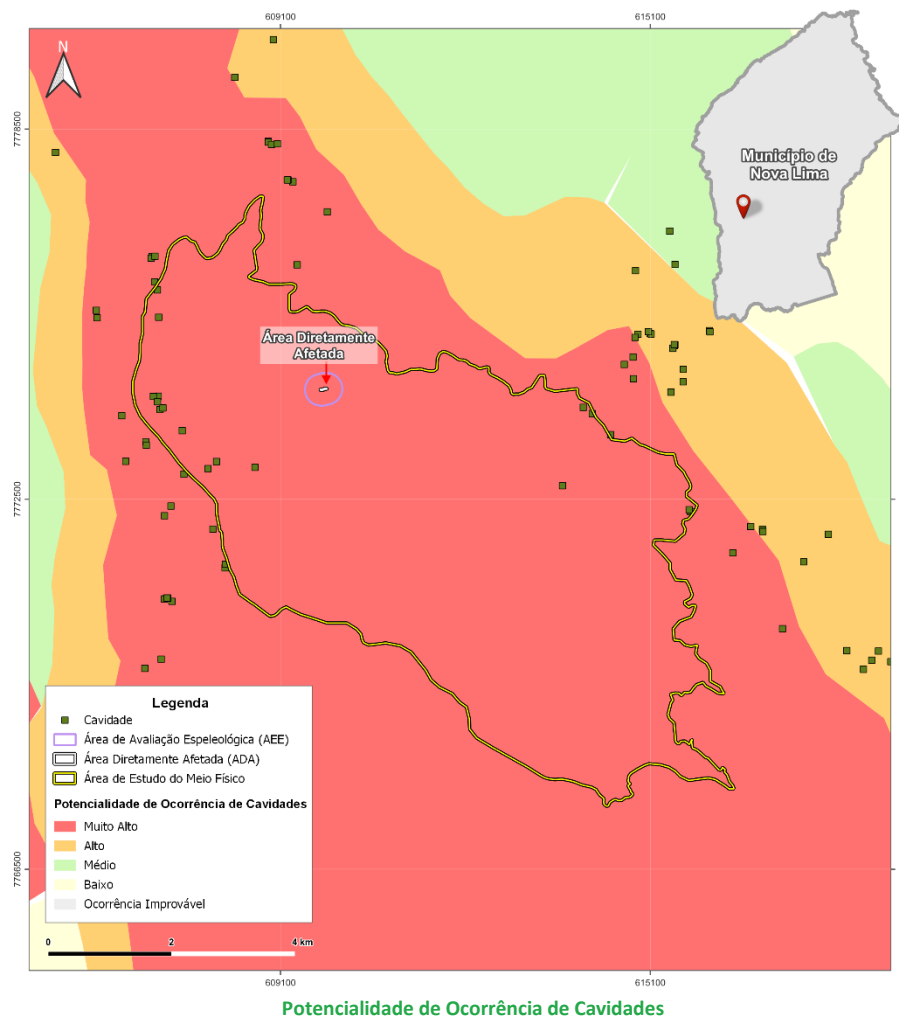 609100
615100
N
7778500
Município de
Nova Lima
Área Diretamente
Afetada
7772500
Legenda
Cavidade
Área de Avaliação Espeleológica (AEE)
Área Diretamente Afetada (ADA)
Área de Estudo do Meio Físico
Potencialidade de Ocorrência de Cavidades
Muito Alto
Alto
Médio
Baixo
Ocorrência Improvável
7766500
0
2
4 km
609100
615100
Potencialidade de Ocorrência de Cavidades